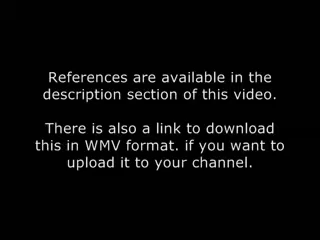 References are available in the
description section of this video.
There is also a link to download
this in WMV format. if you want to
upload it to your channel.